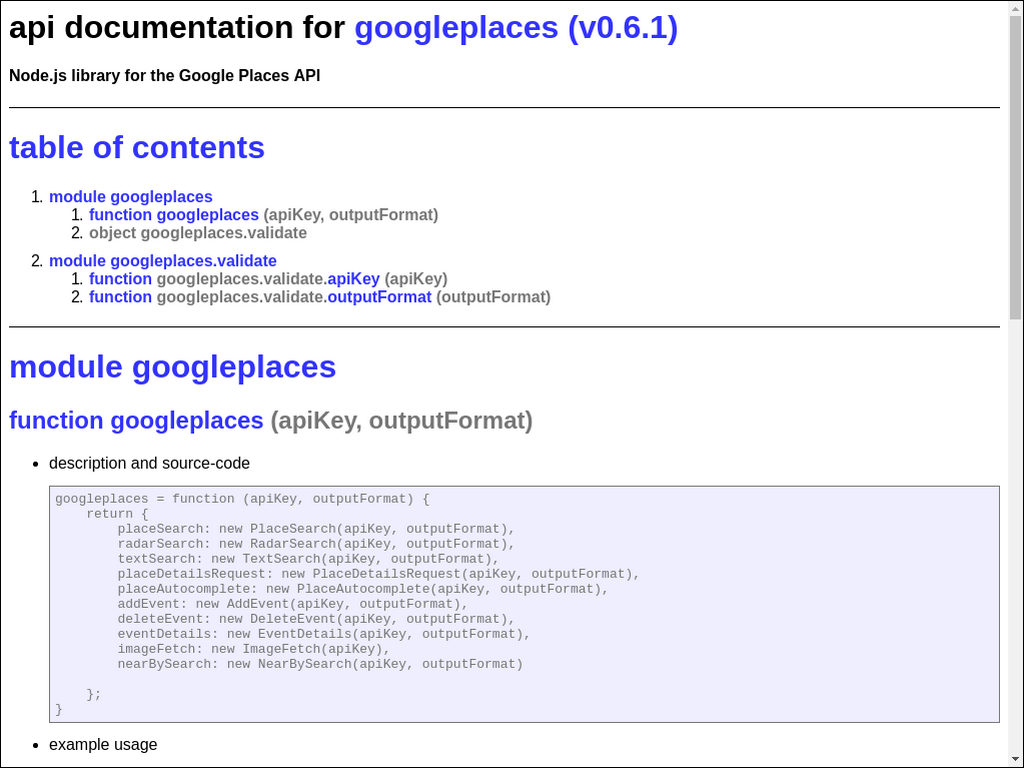 api documentation for googleplaces (v0.6.1)
Node.js library for the Google Places API
table of contents
1. module googleplaces
1. function googleplaces (apiKey, outputFormat)
2. object googleplaces.validate
2. module googleplaces.validate
1. function googleplaces.validate.apiKey (apiKey)
2. function googleplaces.validate.outputFormat (outputFormat)
module googleplaces
function googleplaces (apiKey, outputFormat)
• description and source-code
googleplaces = function (apiKey, outputFormat) {
    return {
        placeSearch: new PlaceSearch(apiKey, outputFormat),
        radarSearch: new RadarSearch(apiKey, outputFormat),
        textSearch: new TextSearch(apiKey, outputFormat),
        placeDetailsRequest: new PlaceDetailsRequest(apiKey, outputFormat),
        placeAutocomplete: new PlaceAutocomplete(apiKey, outputFormat),
        addEvent: new AddEvent(apiKey, outputFormat),
        deleteEvent: new DeleteEvent(apiKey, outputFormat),
        eventDetails: new EventDetails(apiKey, outputFormat),
        imageFetch: new ImageFetch(apiKey),
        nearBySearch: new NearBySearch(apiKey, outputFormat)
    };
}
• example usage